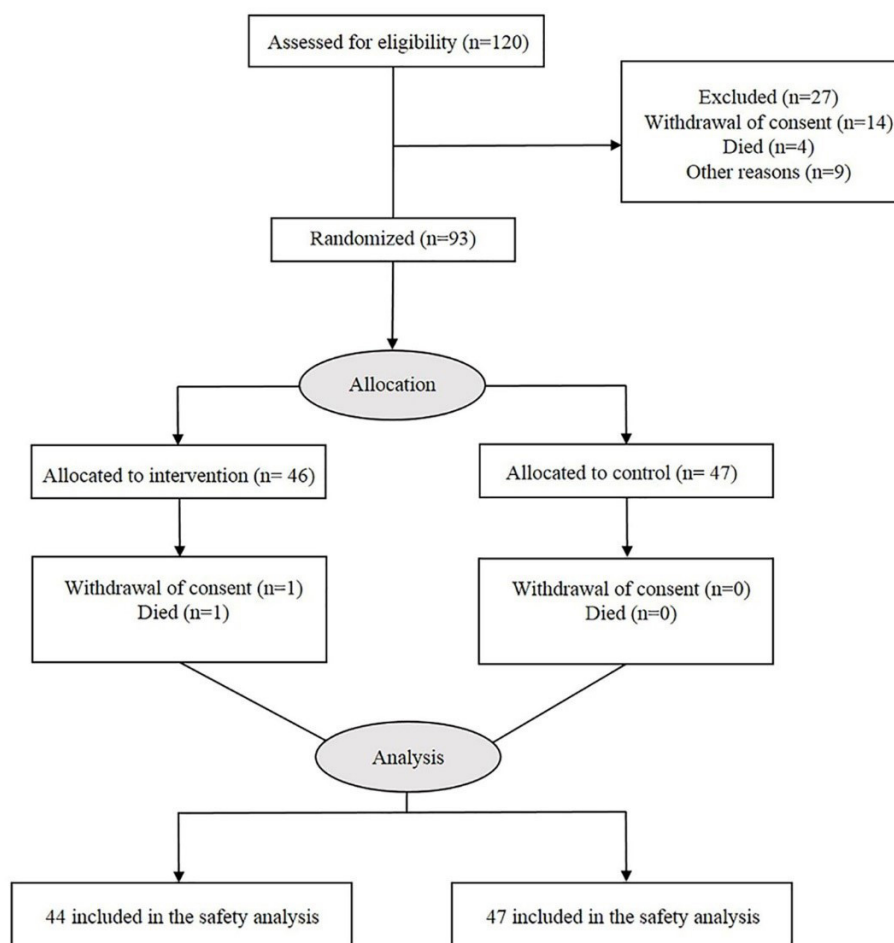 Assessed for eligibility (n=120)
Excluded (n=27)
Withdrawal of consent (n=14)
Died (n=4)
Other reasons (n=9)
Randomized (n=93)
Allocation
Allocated to intervention (n= 46)
Allocated to control (n= 47)
Withdrawal of consent (n=1)
Died (n=1)
Withdrawal of consent (n=0)
Died (n=0)
Analysis
44 included in the safety analysis
47 included in the safety analysis